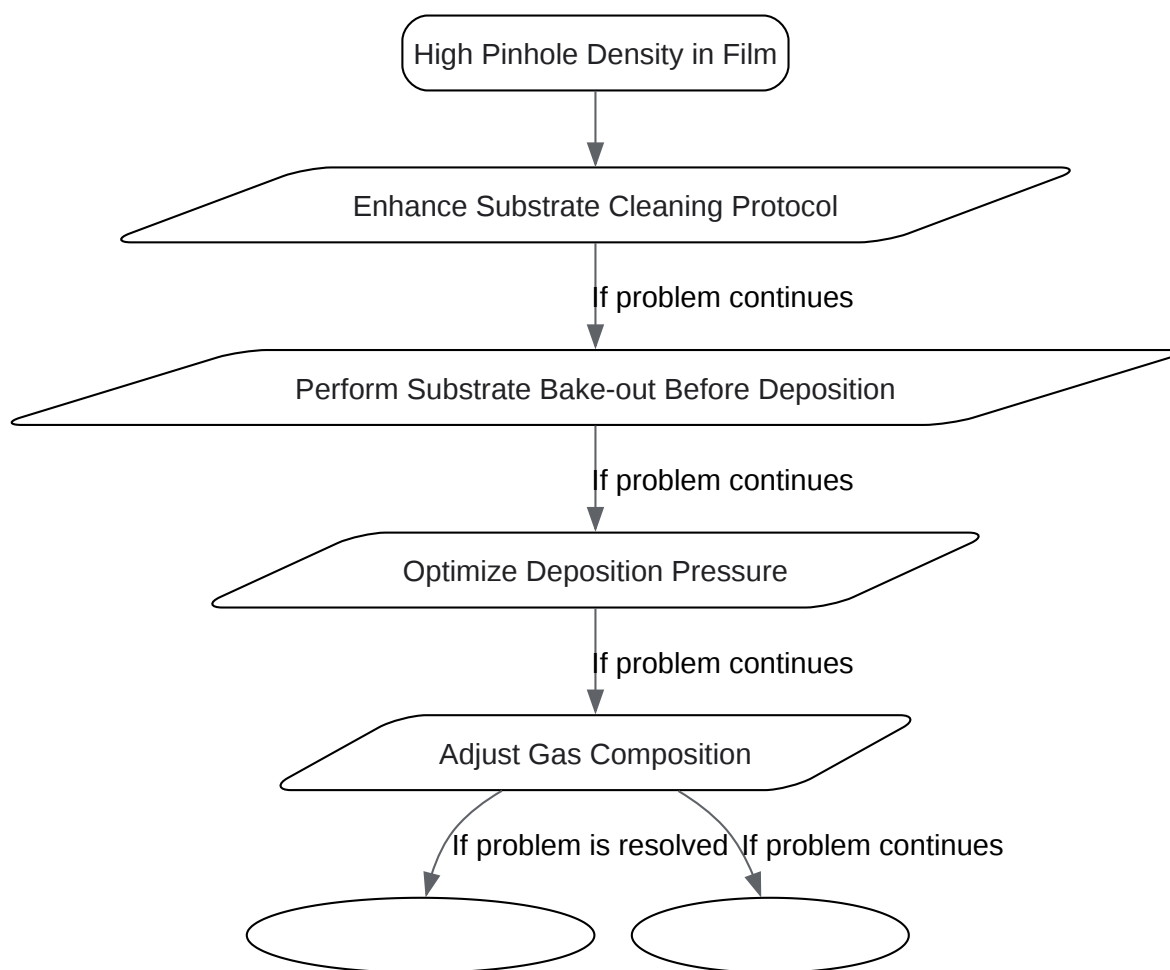 High Pinhole Density in Film
Enhance Substrate Cleaning Protocol
If problem continues
Perform Substrate Bake-out Before Deposition
If problem continues
Optimize Deposition Pressure
If problem continues
Adjust Gas Composition
If problem is resolved
If problem continues